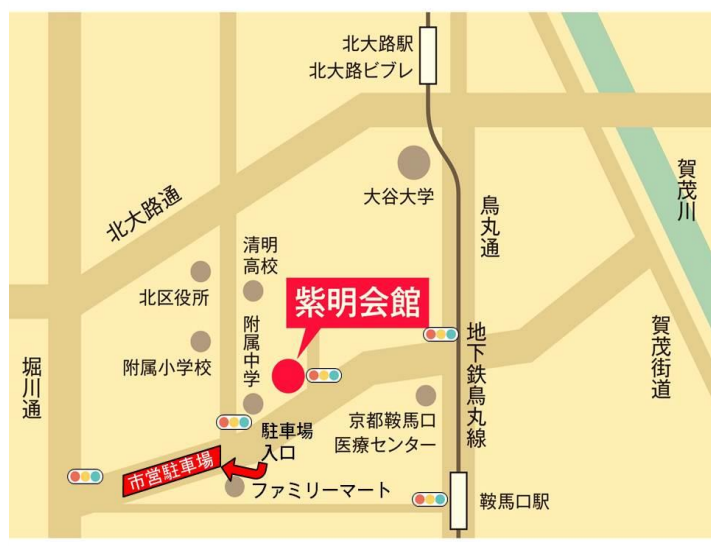 北大路駅
北大路ビブレ
大谷大学
烏丸通
賀茂川
北大路通
清明
高校
北区役所
紫明会館
附属小学校
附属中学
堀川通
地下鉄烏丸線
賀茂街道
京都鞍馬口
医療センター
駐車場
入口
市営駐車場
ファミリーマート
鞍馬口駅